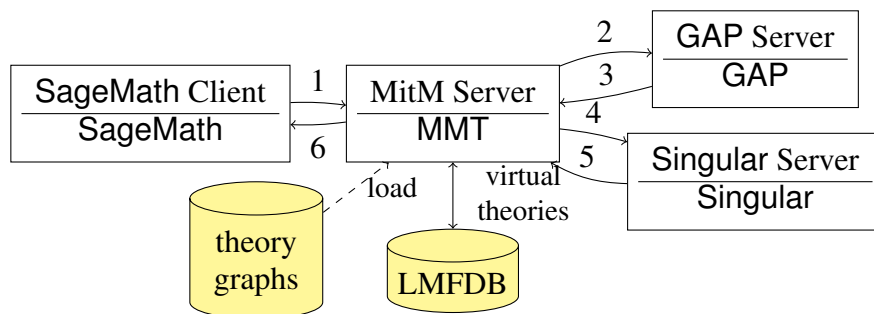 2
GAP Server
GAP
3
SageMath Client
SageMath
1
6
MitM Server
MMT
4
5
Singular Server
Singular
load
virtual
theories
theory
graphs
LMFDB